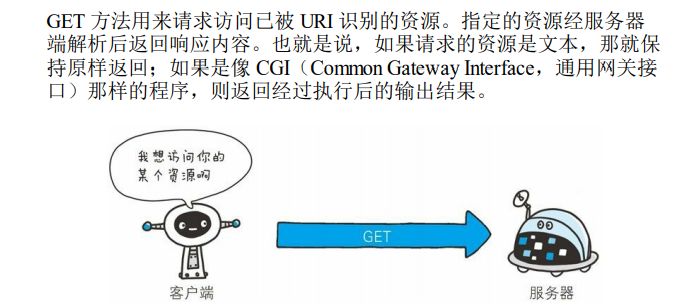 GET 方法用来请求访问已被 URI 识别的资源。指定的资源经服务器
端解析后返回响应内容。也就是说，如果请求的资源是文本，那就保
持原样返回；如果是像 CGI（Common Gateway Interface，通用网关接
口）那样的程序，则返回经过执行后的输出结果。
我想访问你的
某个资源啊
GET
客户端
服务器